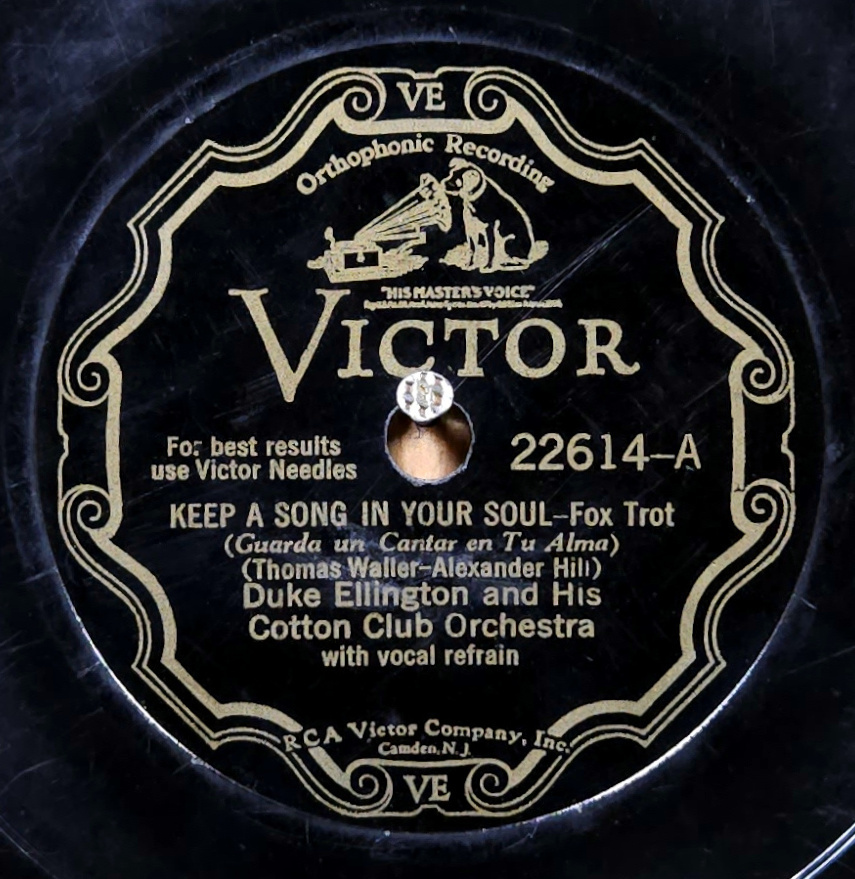 VE
Orthophonic Recording
"HIS MASTER'S VOICE"
VICTOR
For best results
use Victor Needles
22614-A
KEEP A SONG IN YOUR SOUL-Fox Trot
(Guarda un Cantar en Tu Alma)
(Thomas Waller-Alexander Hill)
Duke Ellington and His
Cotton Club Orchestra
with vocal refrain
RCA Victor Company, Inc.
Camden, N. J.
VE